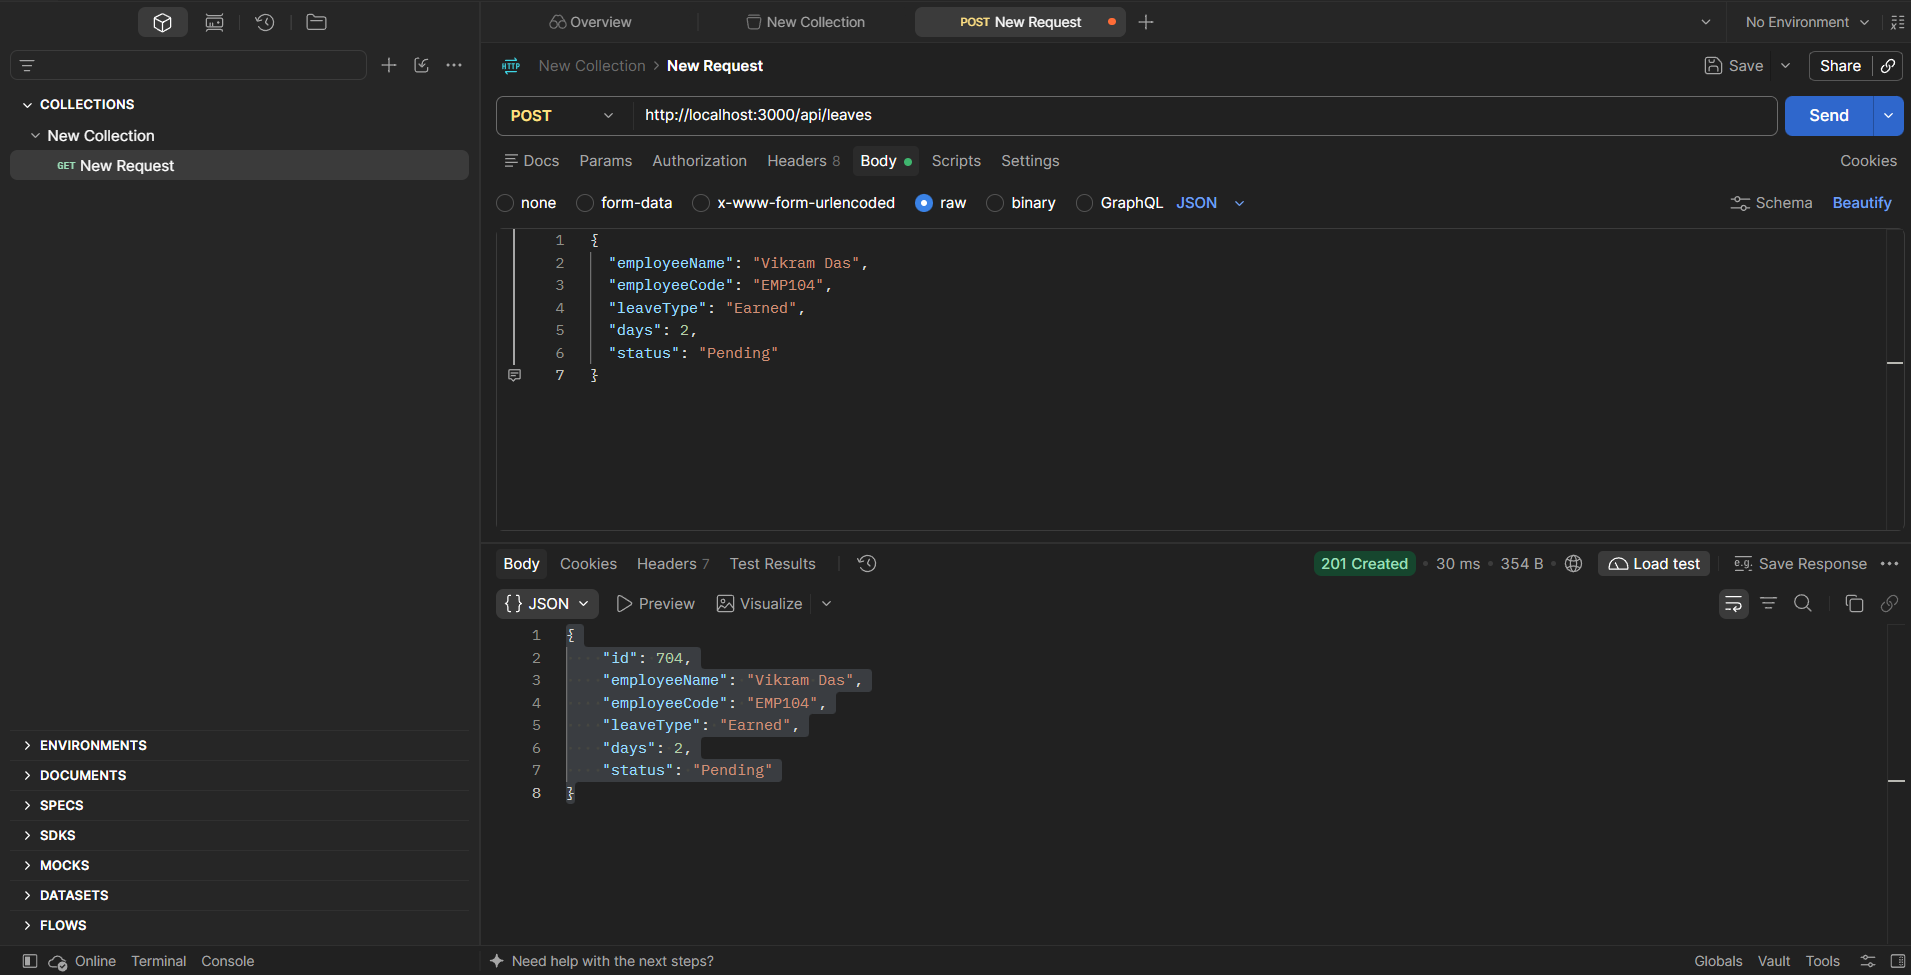 Overview New Collection POST New Request No Environment
New Collection > New Request Save Share
COLLECTIONS
New Collection
GET New Request
HTTP
POST http://localhost:3000/api/leaves Send
Docs Params Authorization Headers 8 Body Scripts Settings Cookies
none form-data x-www-form-urlencoded raw binary GraphQL JSON Schema Beautify
1 {
2 "employeeName": "Vikram Das",
3 "employeeCode": "EMP104",
4 "leaveType": "Earned",
5 "days": 2,
6 "status": "Pending"
7 }
Body Cookies Headers 7 Test Results 201 Created • 30 ms • 354 B • Load test e.g. Save Response
{} JSON Preview Visualize
1 {
2 "id": 704,
3 "employeeName": "Vikram Das",
4 "employeeCode": "EMP104",
5 "leaveType": "Earned",
6 "days": 2,
7 "status": "Pending"
8 }
ENVIRONMENTS
DOCUMENTS
SPECS
SDKS
MOCKS
DATASETS
FLOWS
Online Terminal Console Need help with the next steps? Globals Vault Tools